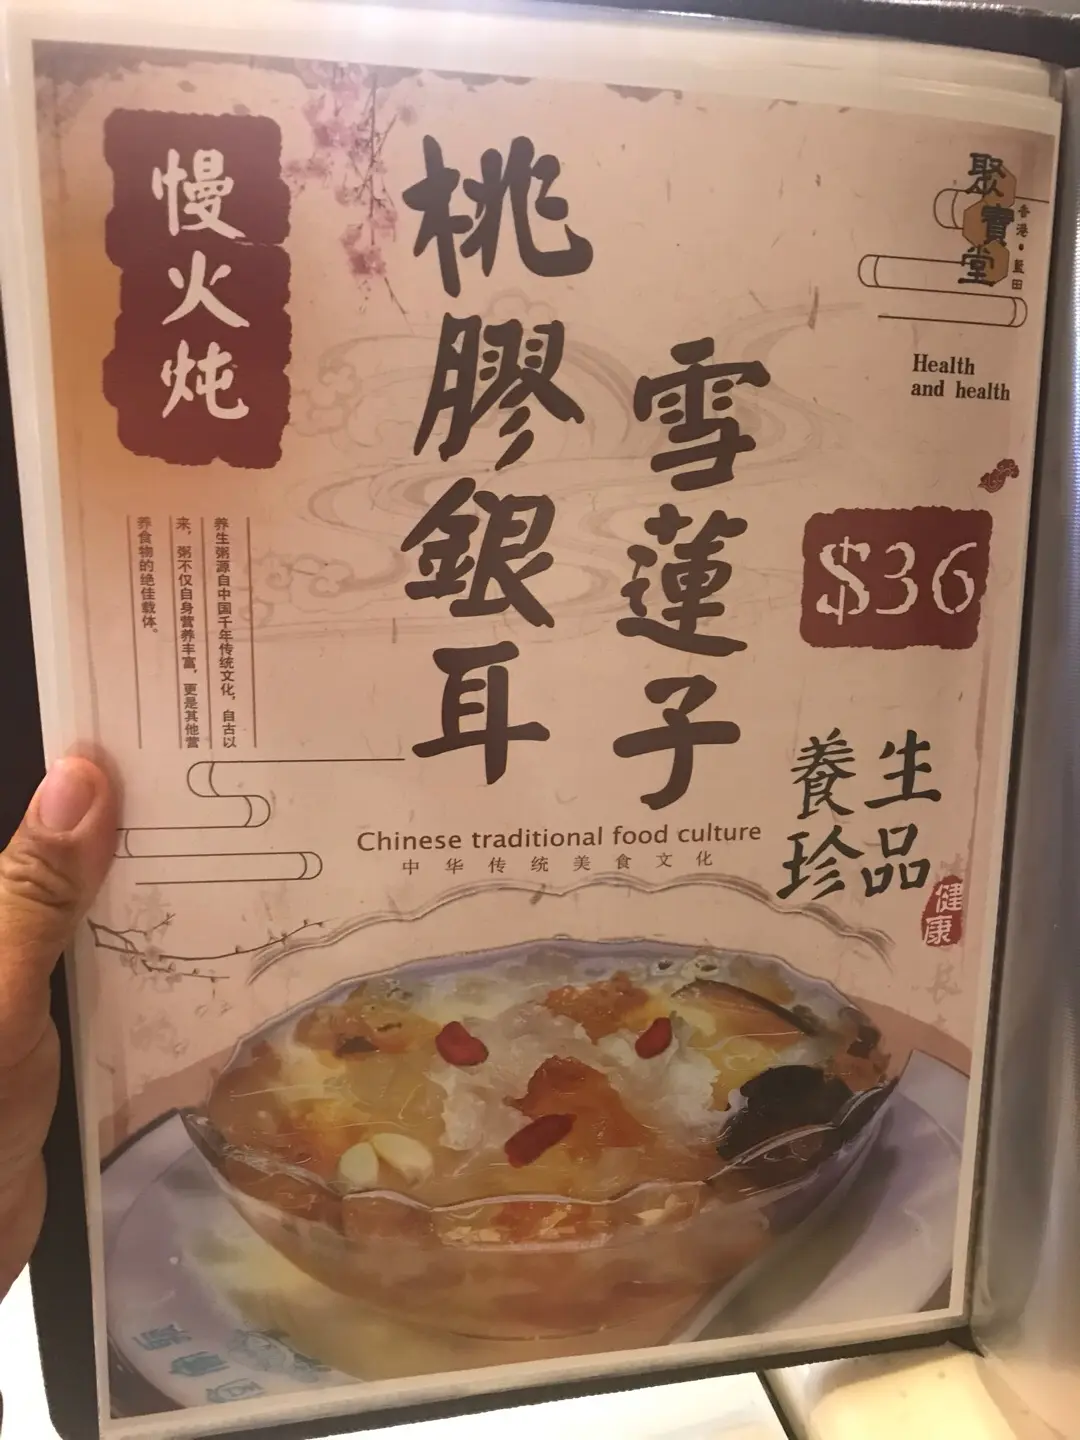 慢火炖
桃膠銀耳
雪蓮子
聚寶堂
香港·藍田
Health
and health
$36
养生粥源自中国千年传统文化，自古以
来，粥不仅自身营养丰富，更是其他营
养食物的绝佳载体。
養生
珍品
健康
Chinese traditional food culture
中华传统美食文化